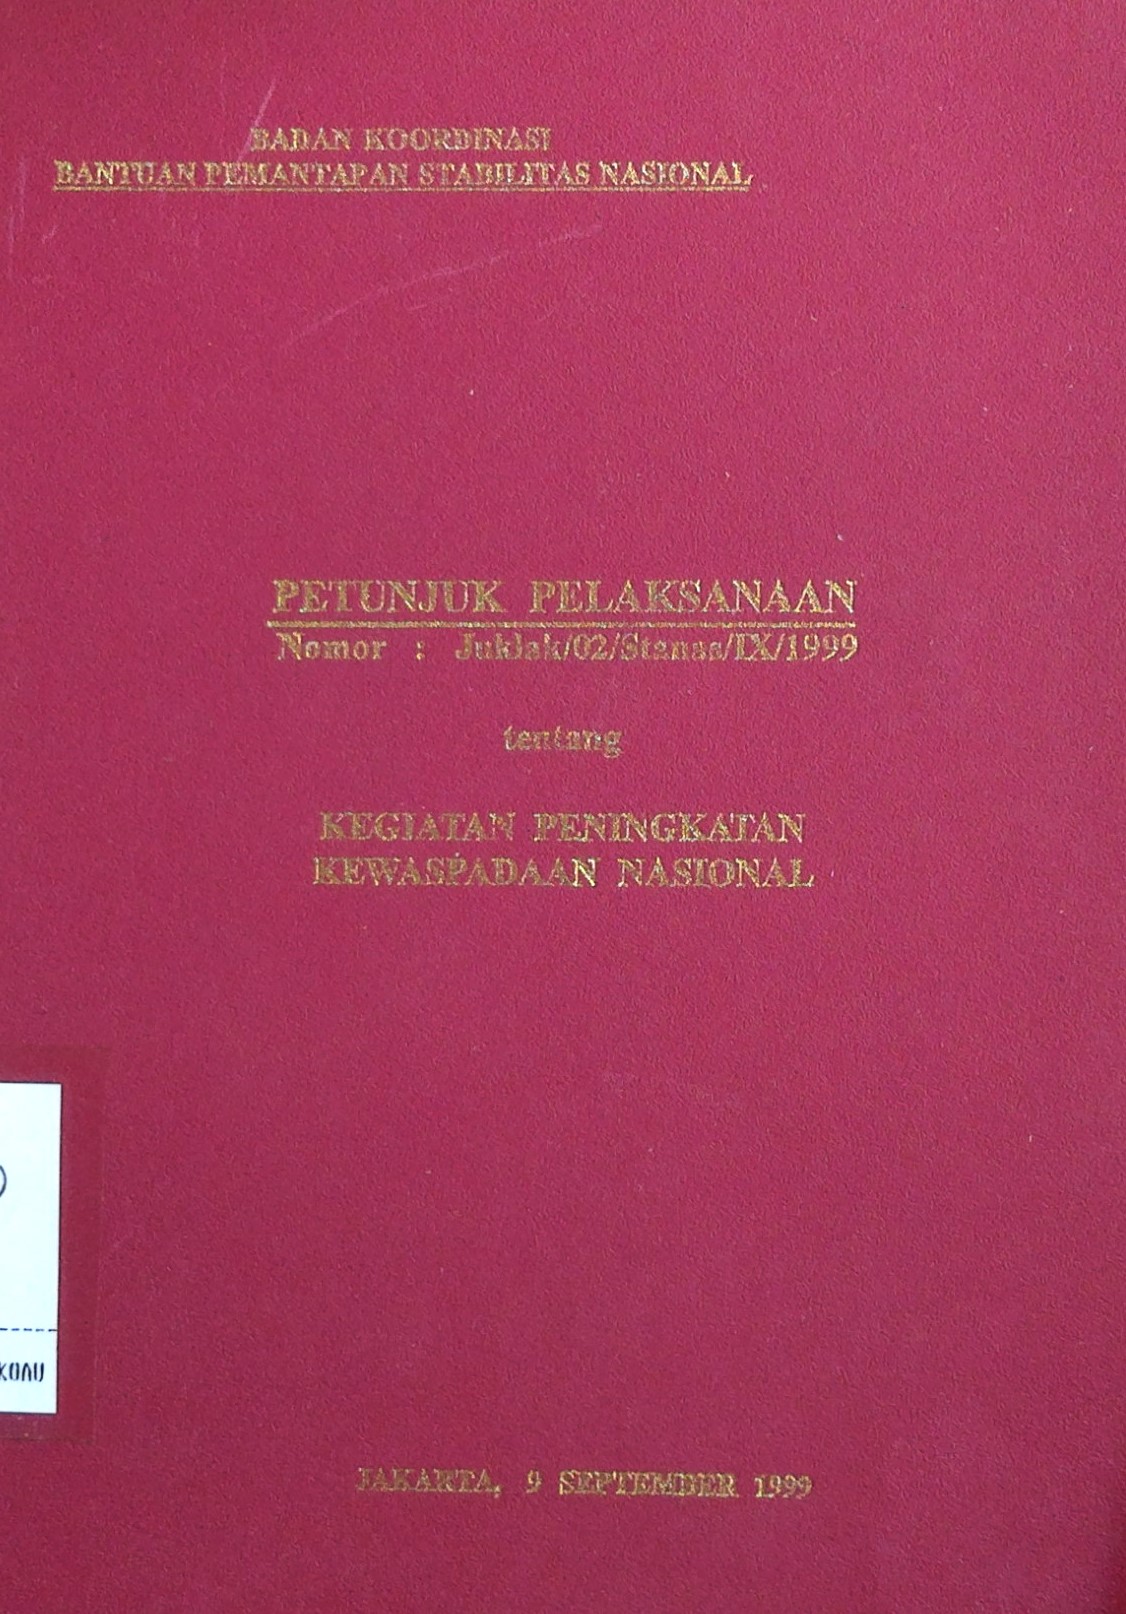 BADAN KOORDINASI
BANTUAN PEMANTAPAN STABILITAS NASIONAL
PETUNJUK PELAKSANAAN
Nomor : Juklak/02/Stanas/IX/1999
tentang
KEGIATAN PENINGKATAN
KEWASPADAAN NASIONAL
JAKARTA, 9 SEPTEMBER 1999